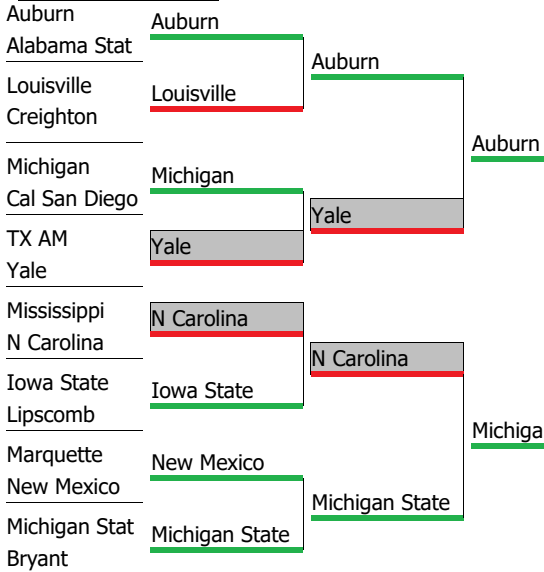 Auburn
Alabama Stat
Louisville
Creighton
Michigan
Cal San Diego
TX AM
Yale
Mississippi
N Carolina
Iowa State
Lipscomb
Marquette
New Mexico
Michigan Stat
Bryant
Auburn
Louisville
Michigan
Yale
N Carolina
Iowa State
New Mexico
Michigan State
Auburn
Yale
N Carolina
Michigan State
Auburn
Michiga